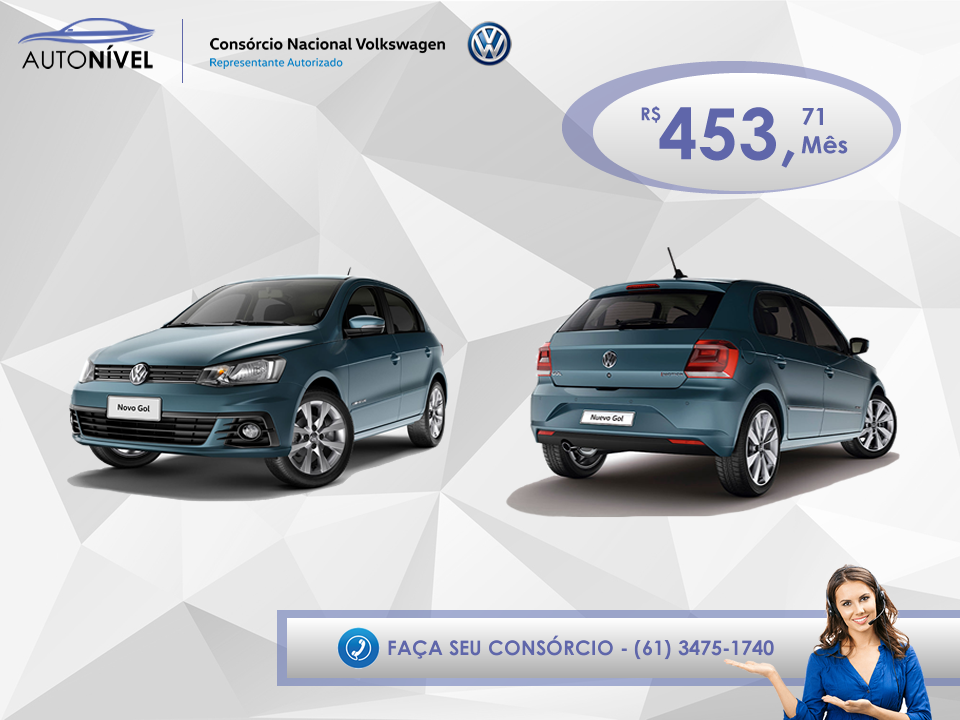 AUTONÍVEL
Consórcio Nacional Volkswagen
Representante Autorizado
R$ 453,71
Mês
Novo Gol
Nuevo Gol
FAÇA SEU CONSÓRCIO - (61) 3475-1740